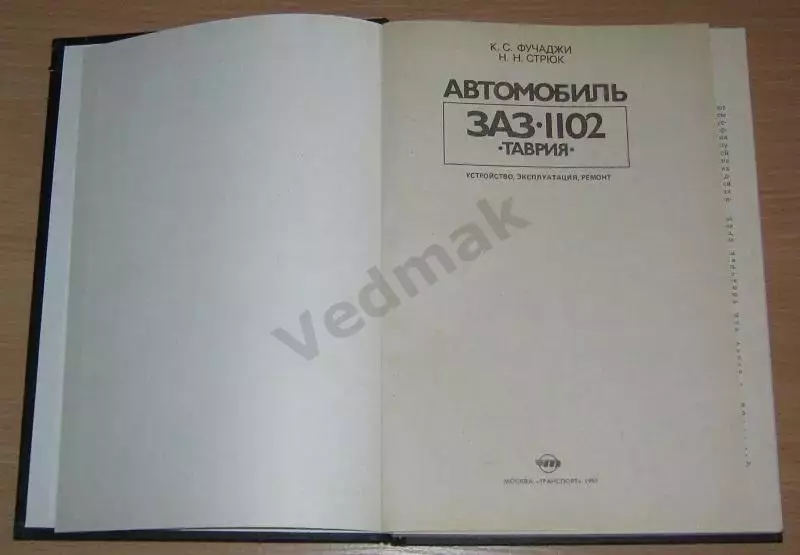 К. С. ФУЧАДЖИ
Н. Н. СТРЮК
АВТОМОБИЛЬ
ЗАЗ·1102
·ТАВРИЯ·
УСТРОЙСТВО, ЭКСПЛУАТАЦИЯ, РЕМОНТ
Vedmak
МОСКВА «ТРАНСПОРТ»